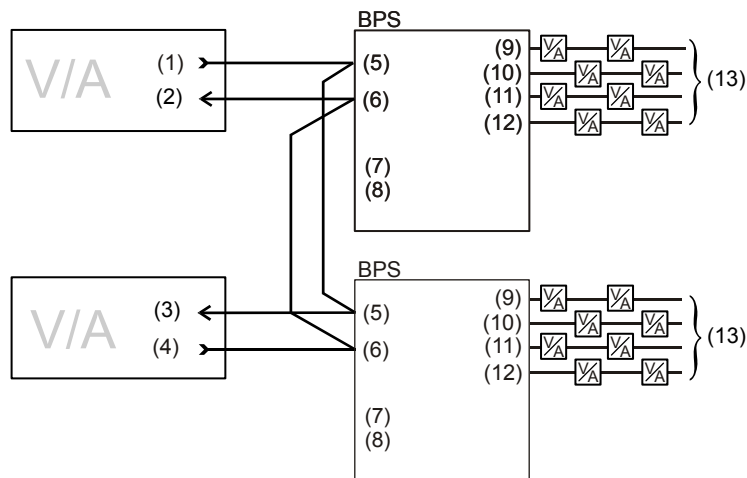 BPS
V/A
(1)
(2)
(5)
(6)
(7)
(8)
(9) V/A V/A
(10) V/A V/A
(11) V/A V/A
(12) V/A V/A
(13)
BPS
V/A
(3)
(4)
(5)
(6)
(7)
(8)
(9) V/A V/A
(10) V/A V/A
(11) V/A V/A
(12) V/A V/A
(13)